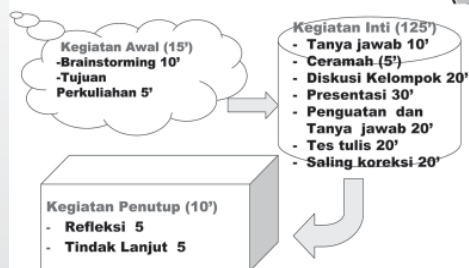 Kegiatan Awal (15’)
-Brainstorming 10’
-Tujuan
Perkuliahan 5’
Kegiatan Inti (125’)
- Tanya jawab 10’
- Ceramah (5’)
- Diskusi Kelompok 20’
- Presentasi 30’
- Penguatan dan
Tanya jawab 20’
- Tes tulis 20’
- Saling koreksi 20’
Kegiatan Penutup (10’)
- Refleksi 5
- Tindak Lanjut 5